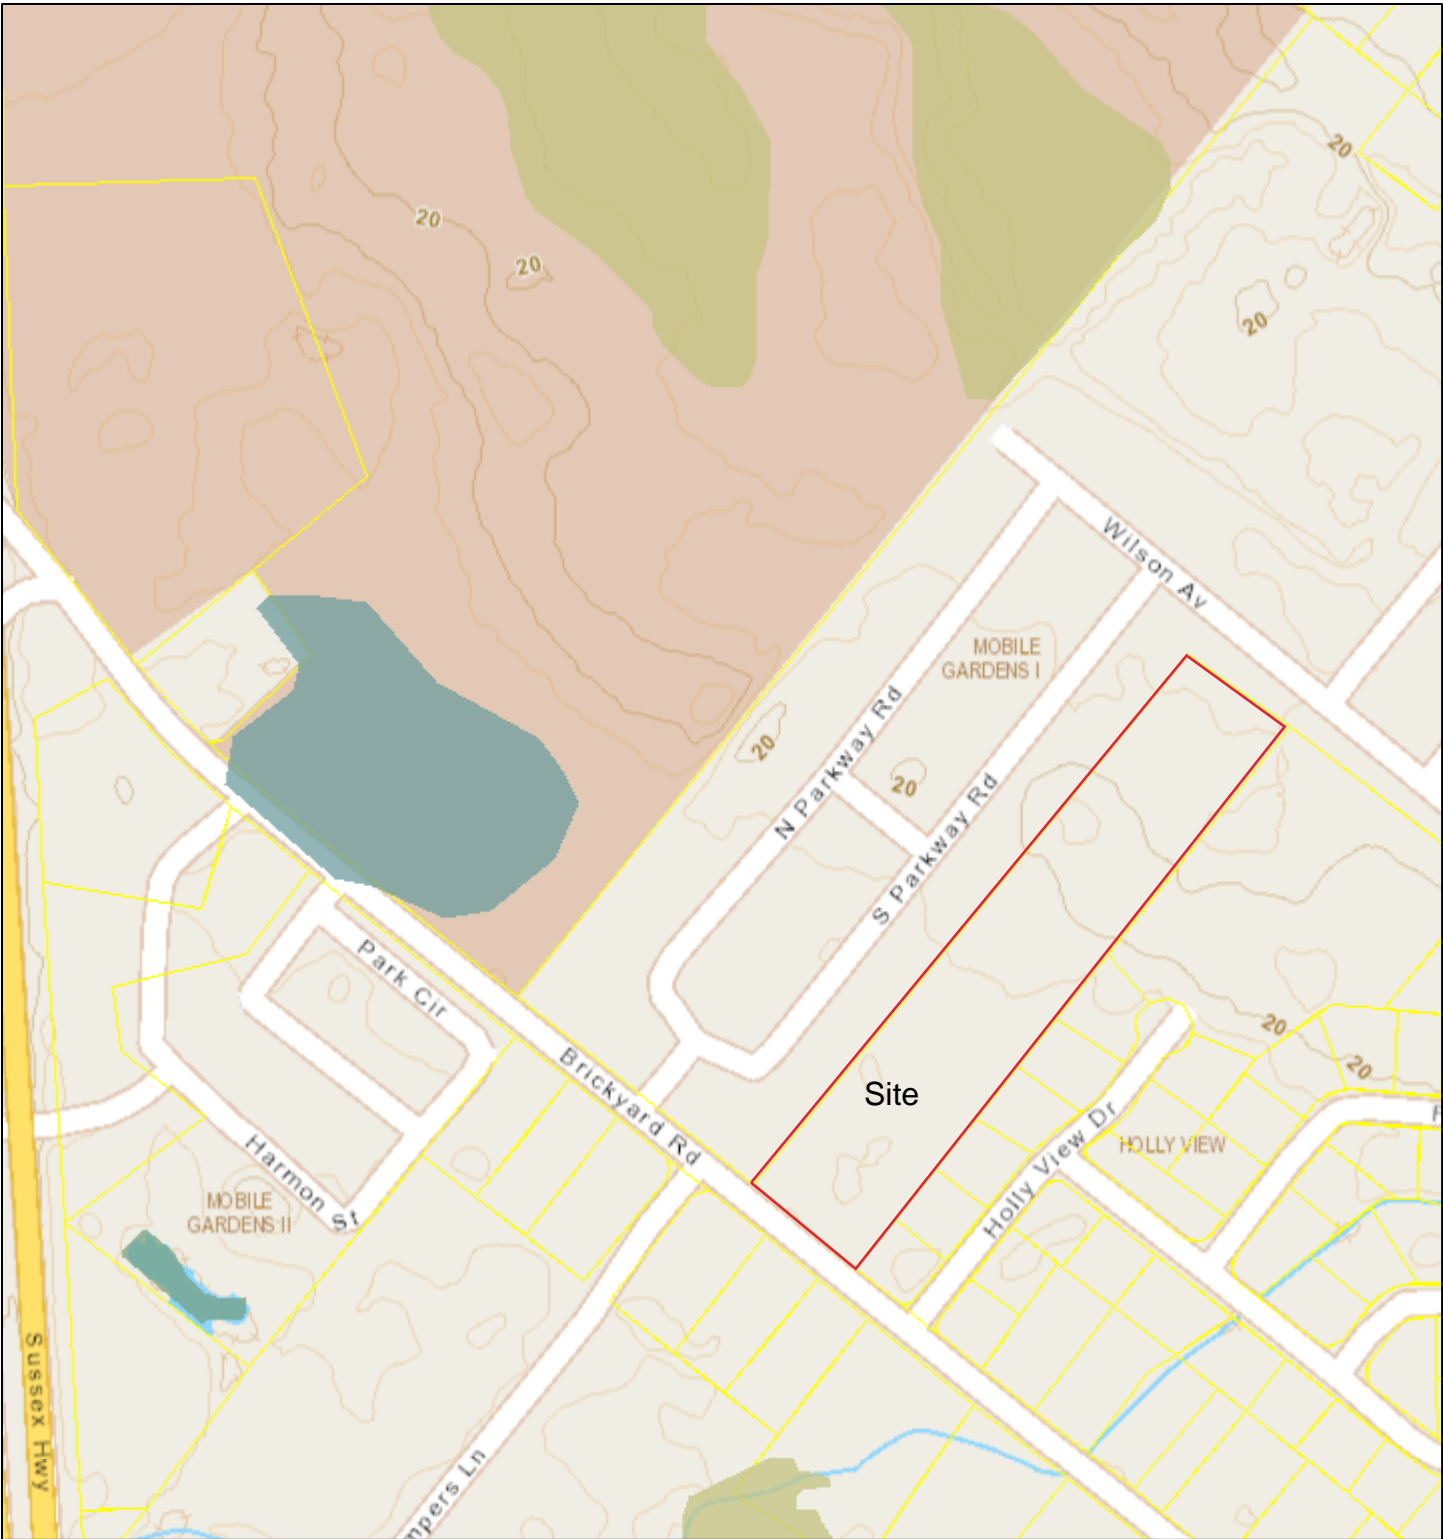 20
20
20
20
Wilson Av
MOBILE
GARDENS I
N Parkway Rd
20
20
S Parkway Rd
Park Cir
Brickyard Rd
Site
20
20
Holly View Dr
HOLLY VIEW
Harmon St
MOBILE
GARDENS II
Sussex Hwy